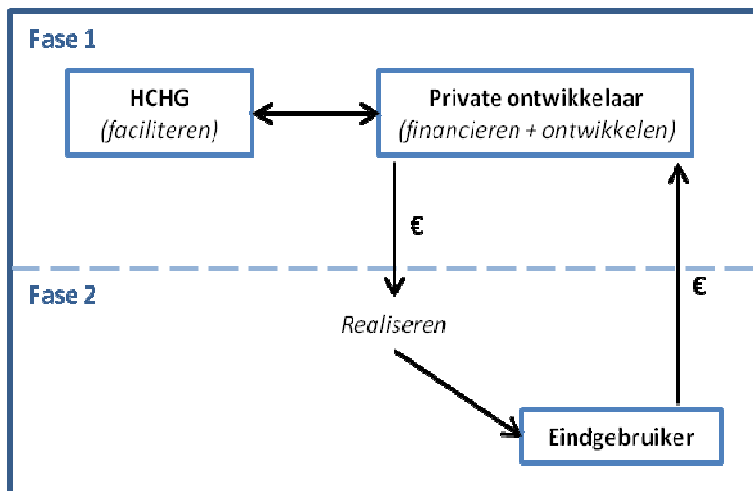 Fase 1
HCHG
(faciliteren)
Private ontwikkelaar
(financieren + ontwikkelen)
€
€
Fase 2
Realiseren
Eindgebruiker